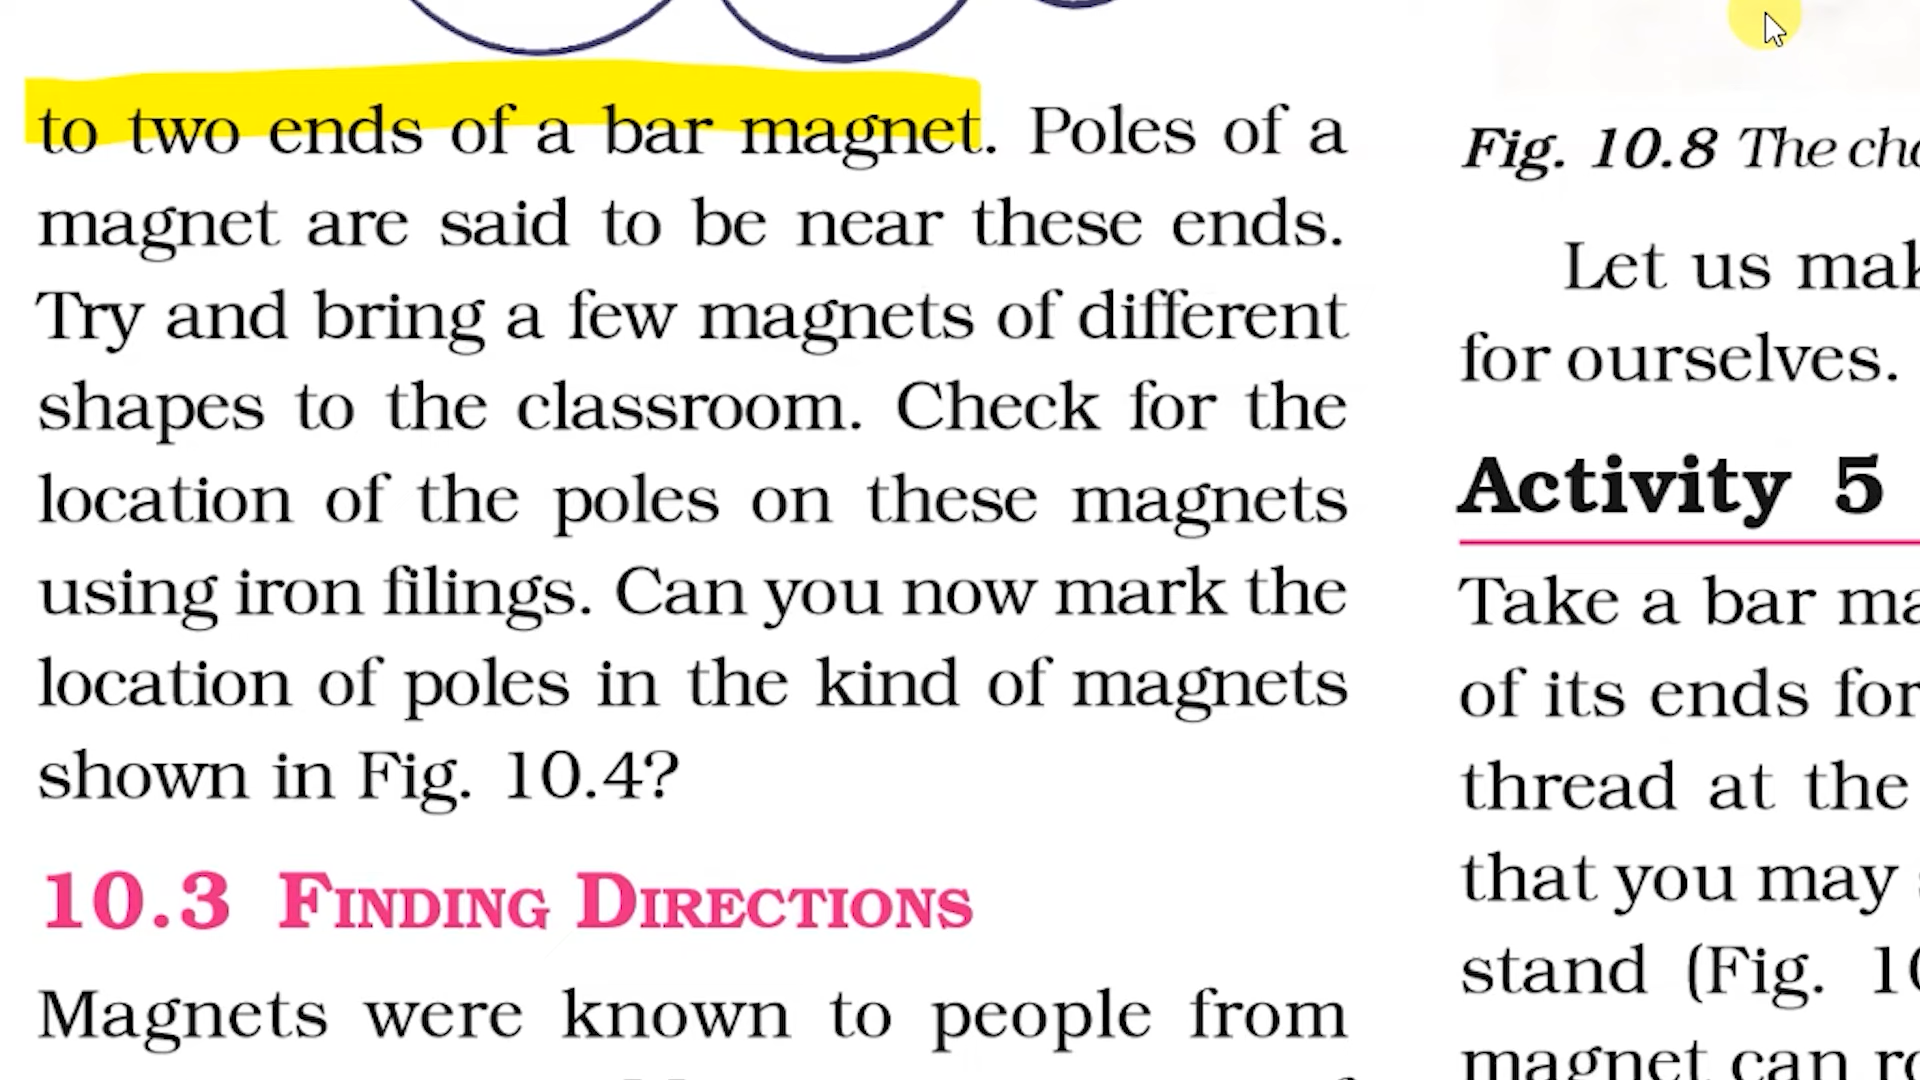 to two ends of a bar magnet. Poles of a
magnet are said to be near these ends.
Try and bring a few magnets of different
shapes to the classroom. Check for the
location of the poles on these magnets
using iron filings. Can you now mark the
location of poles in the kind of magnets
shown in Fig. 10.4?
10.3 FINDING DIRECTIONS
Magnets were known to people from
Fig. 10.8 The
Let us
for ourselves.
Activity 5
Take a bar
of its ends for
thread at the
that you may
stand (Fig.
magnet can